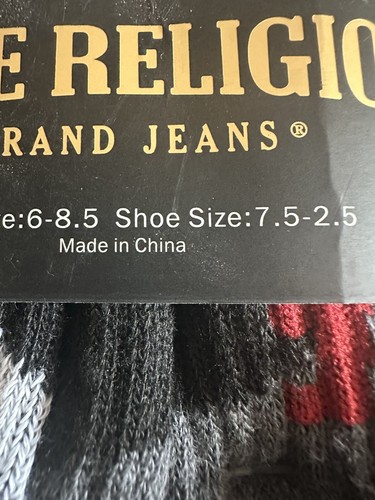 E RELIGIO
RAND JEANS®
e:6-8.5 Shoe Size:7.5-2.5
Made in China